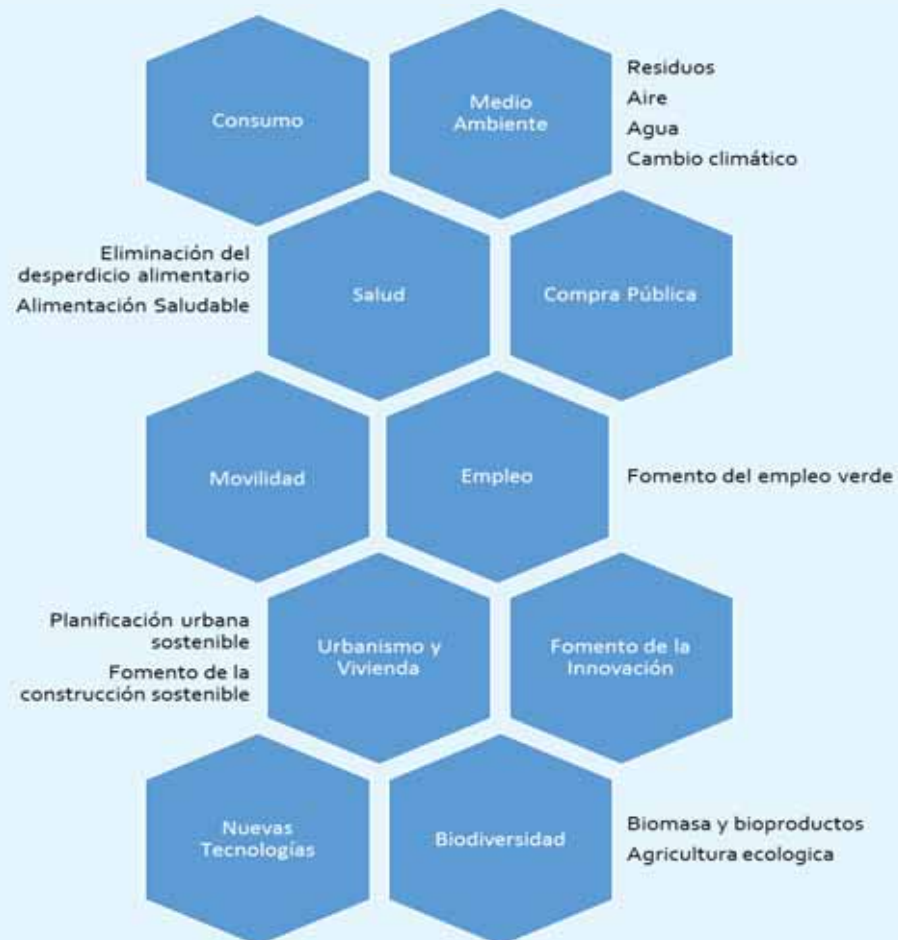 Consumo
Medio
Ambiente
Residuos
Aire
Agua
Cambio climático
Eliminación del
desperdicio alimentario
Alimentación Saludable
Salud
Compra Pública
Movilidad
Empleo
Fomento del empleo verde
Planificación urbana
sostenible
Fomento de la
construcción sostenible
Urbanismo y
Vivienda
Fomento de la
Innovación
Nuevas
Tecnologías
Biodiversidad
Biomasa y bioproductos
Agricultura ecologica